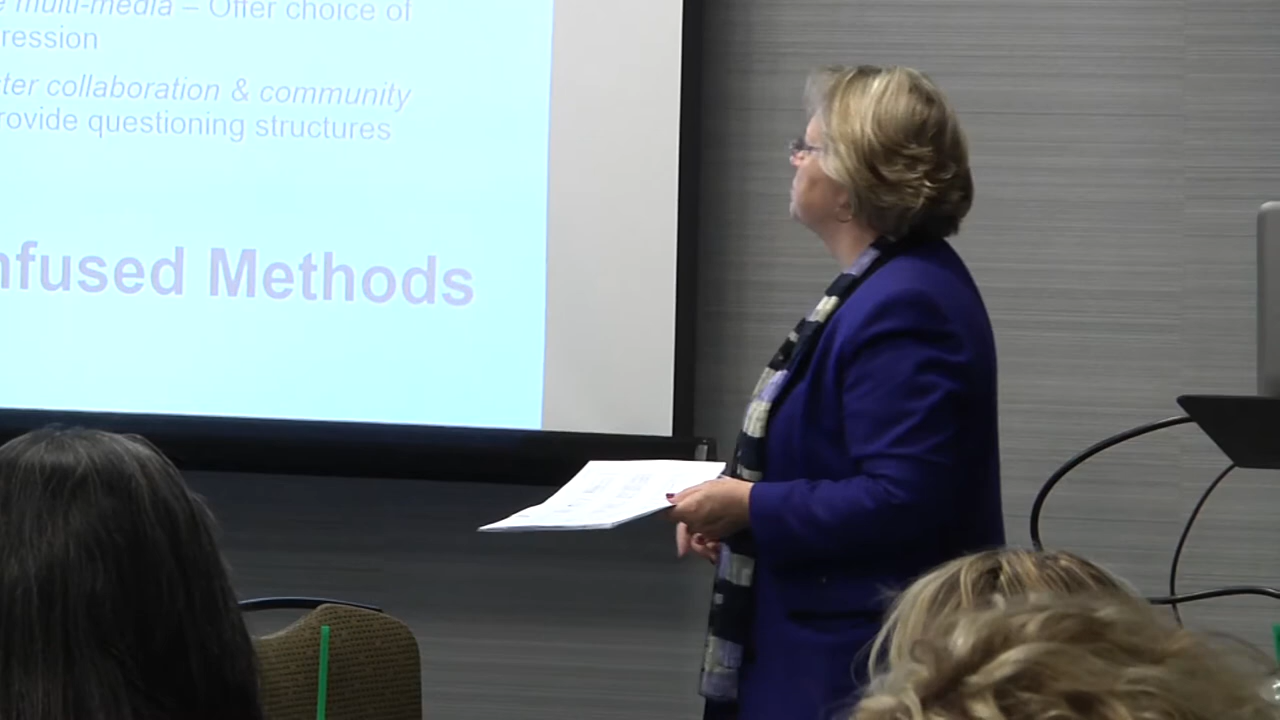 multi-media – Offer choice of
ression
ter collaboration & community
rovide questioning structures
nfused Methods